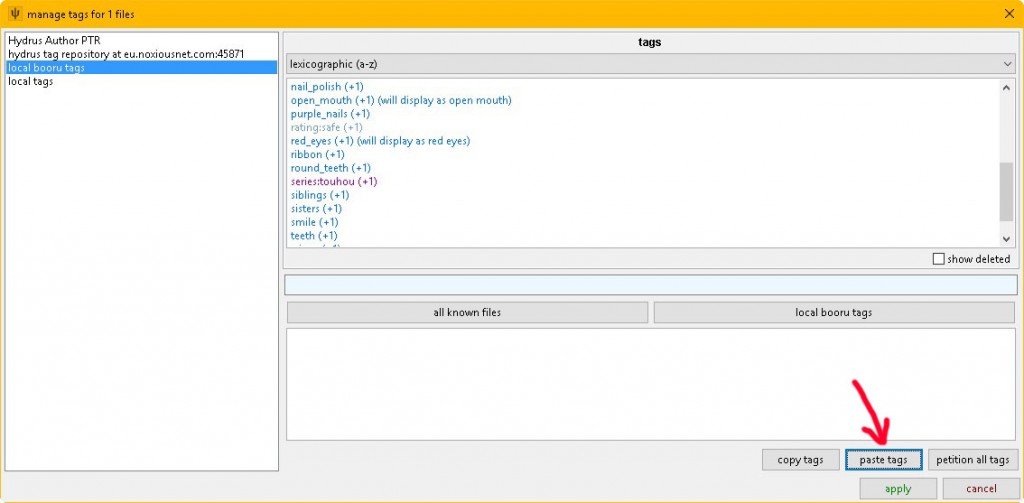 manage tags for 1 files
Hydrus Author PTR
hydrus tag repository at eu.noxiousnet.com:45871
local booru tags
local tags
tags
lexicographic (a-z)
nail_polish (+1)
open_mouth (+1) (will display as open mouth)
purple_nails (+1)
rating:safe (+1)
red_eyes (+1) (will display as red eyes)
ribbon (+1)
round_teeth (+1)
series:touhou (+1)
siblings (+1)
sisters (+1)
smile (+1)
teeth (+1)
show deleted
all known files
local booru tags
copy tags
paste tags
petition all tags
apply
cancel